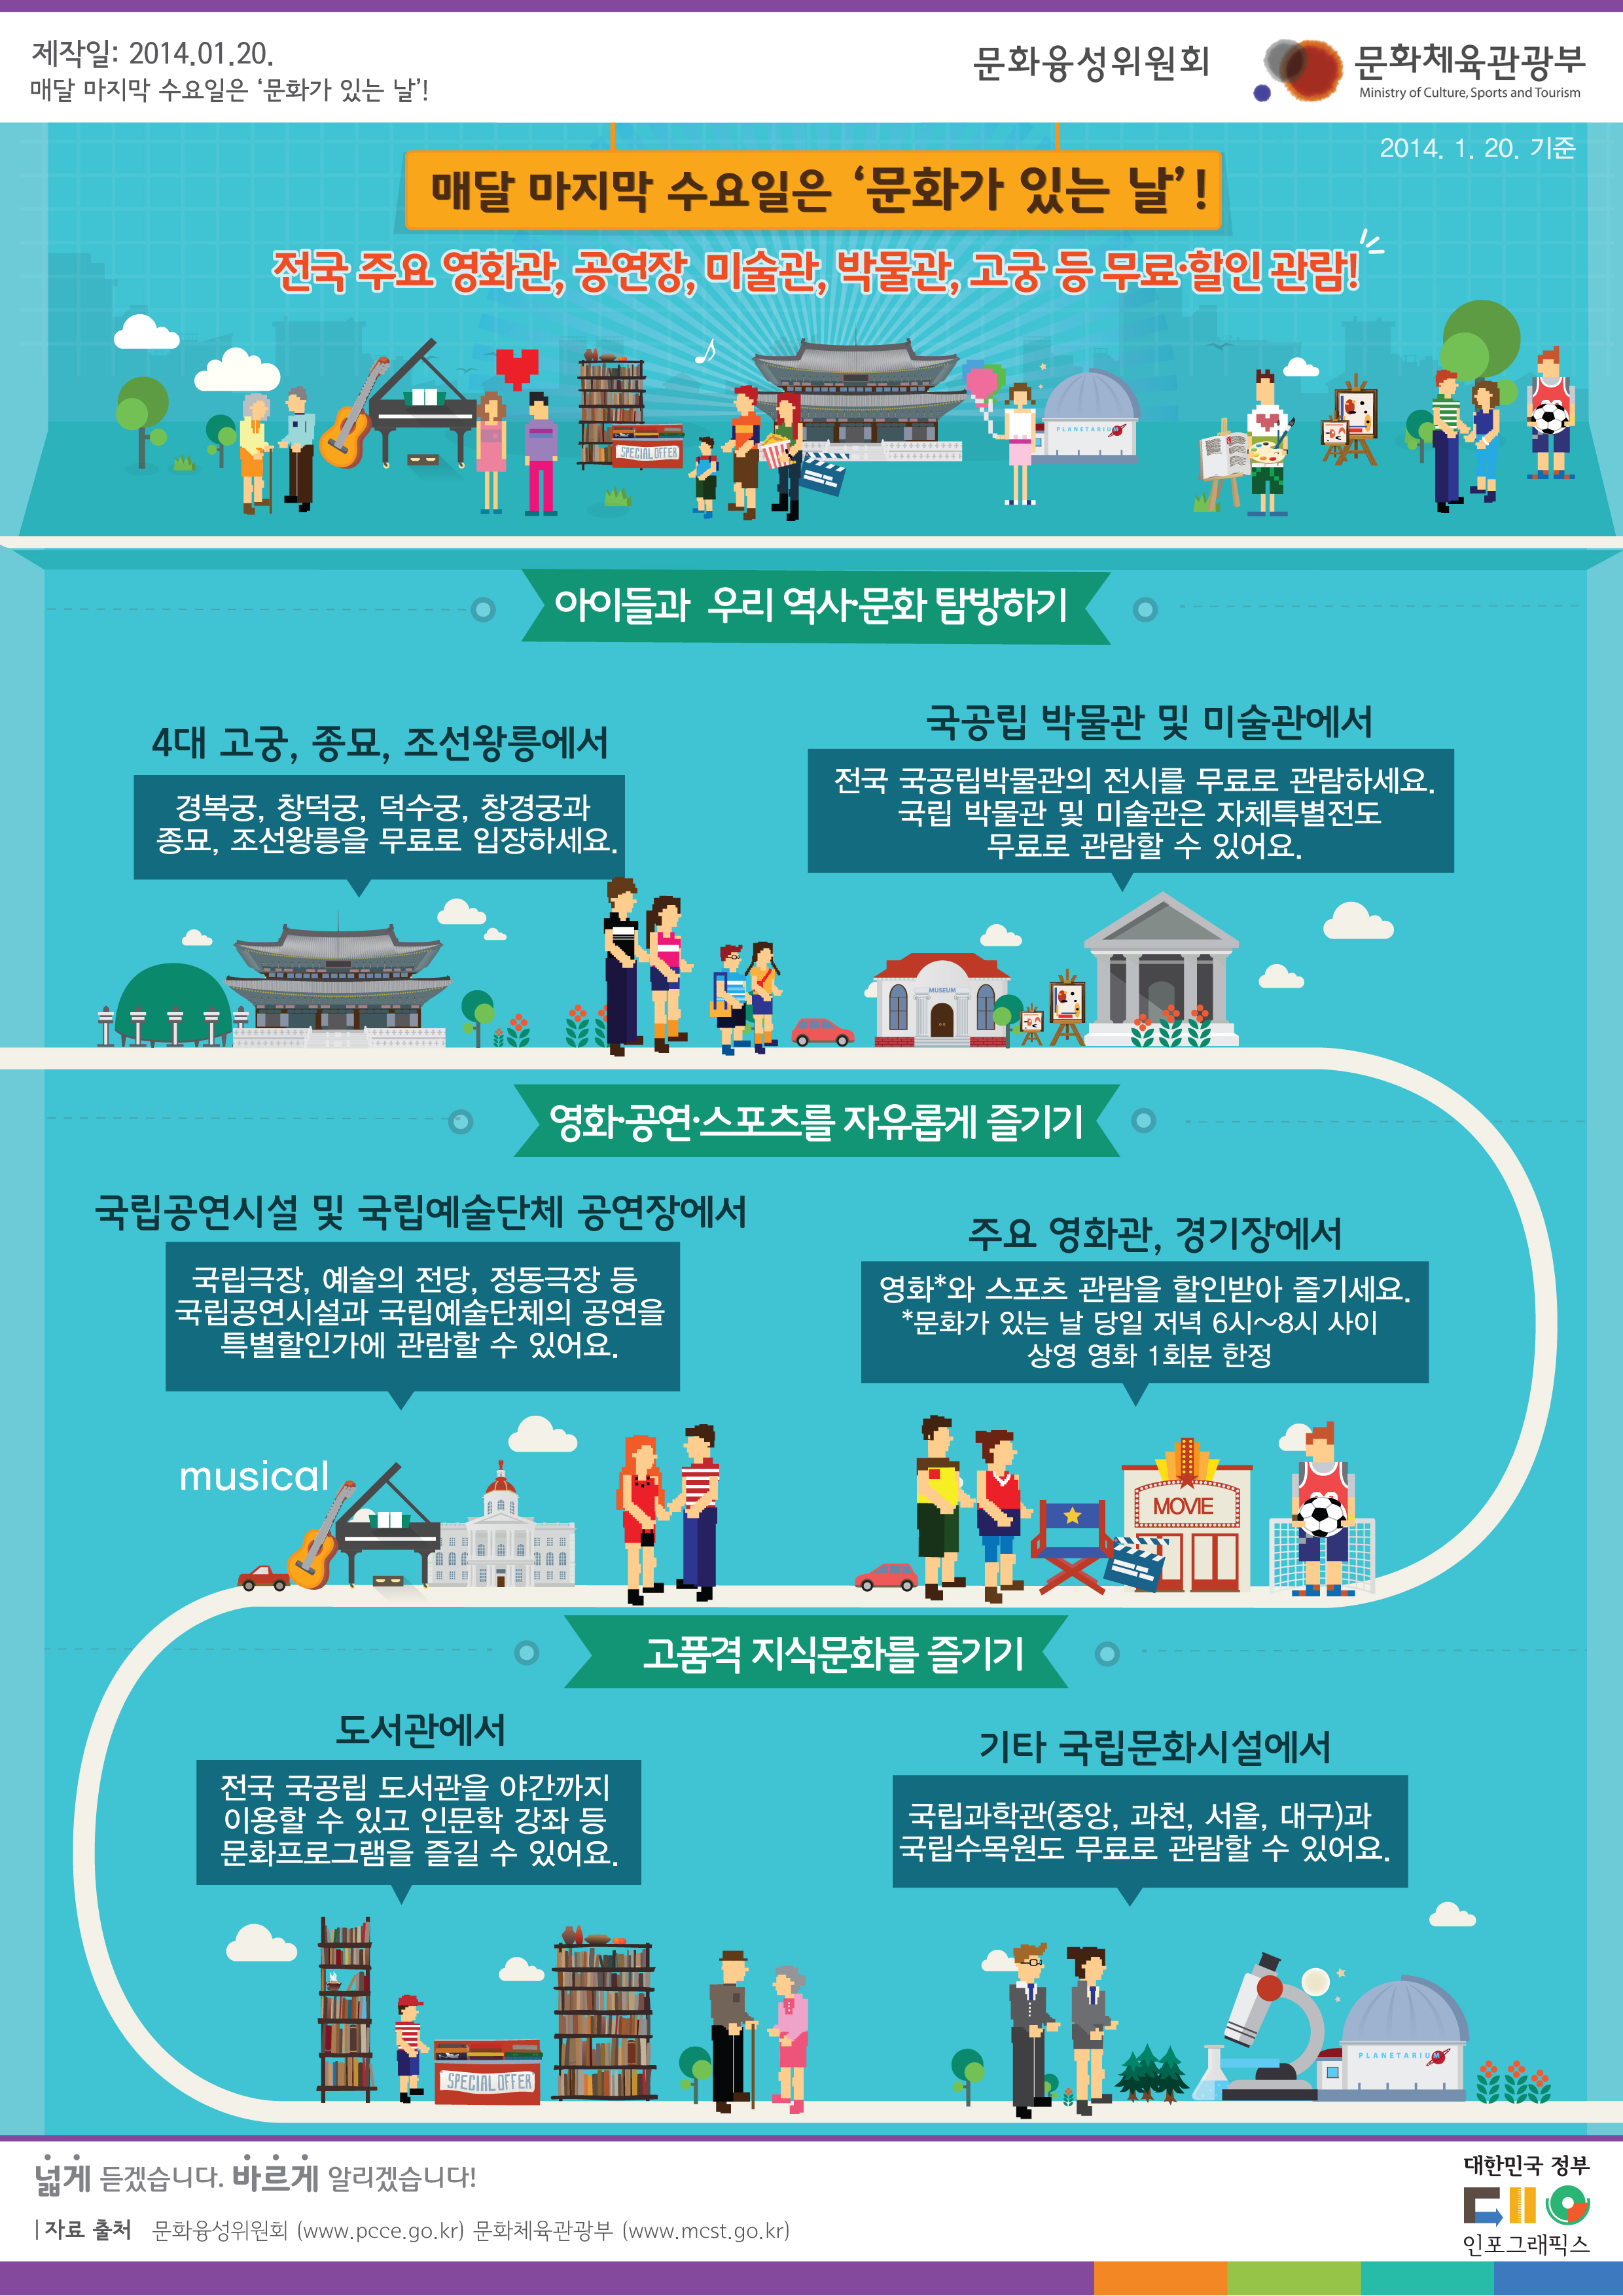 제작일: 2014.01.20.
매달 마지막 수요일은 ‘문화가 있는 날’!
문화융성위원회
문화체육관광부
Ministry of Culture, Sports and Tourism
2014. 1. 20. 기준
매달 마지막 수요일은 ‘문화가 있는 날’!
전국 주요 영화관, 공연장, 미술관, 박물관, 고궁 등 무료·할인 관람!
SPECIAL OFFER
PLANETARIUM
아이들과 우리 역사·문화 탐방하기
4대 고궁, 종묘, 조선왕릉에서
경복궁, 창덕궁, 덕수궁, 창경궁과
종묘, 조선왕릉을 무료로 입장하세요.
국공립 박물관 및 미술관에서
전국 국공립박물관의 전시를 무료로 관람하세요.
국립 박물관 및 미술관은 자체특별전도
무료로 관람할 수 있어요.
MUSEUM
영화·공연·스포츠를 자유롭게 즐기기
국립공연시설 및 국립예술단체 공연장에서
국립극장, 예술의 전당, 정동극장 등
국립공연시설과 국립예술단체의 공연을
특별할인가에 관람할 수 있어요.
musical
주요 영화관, 경기장에서
영화*와 스포츠 관람을 할인받아 즐기세요.
*문화가 있는 날 당일 저녁 6시~8시 사이
상영 영화 1회분 한정
MOVIE
고품격 지식문화를 즐기기
도서관에서
전국 국공립 도서관을 야간까지
이용할 수 있고 인문학 강좌 등
문화프로그램을 즐길 수 있어요.
SPECIAL OFFER
기타 국립문화시설에서
국립과학관(중앙, 과천, 서울, 대구)과
국립수목원도 무료로 관람할 수 있어요.
PLANETARIUM
넓게 듣겠습니다. 바르게 알리겠습니다!
| 자료 출처 문화융성위원회 (www.pcce.go.kr) 문화체육관광부 (www.mcst.go.kr)
대한민국 정부
인포그래픽스